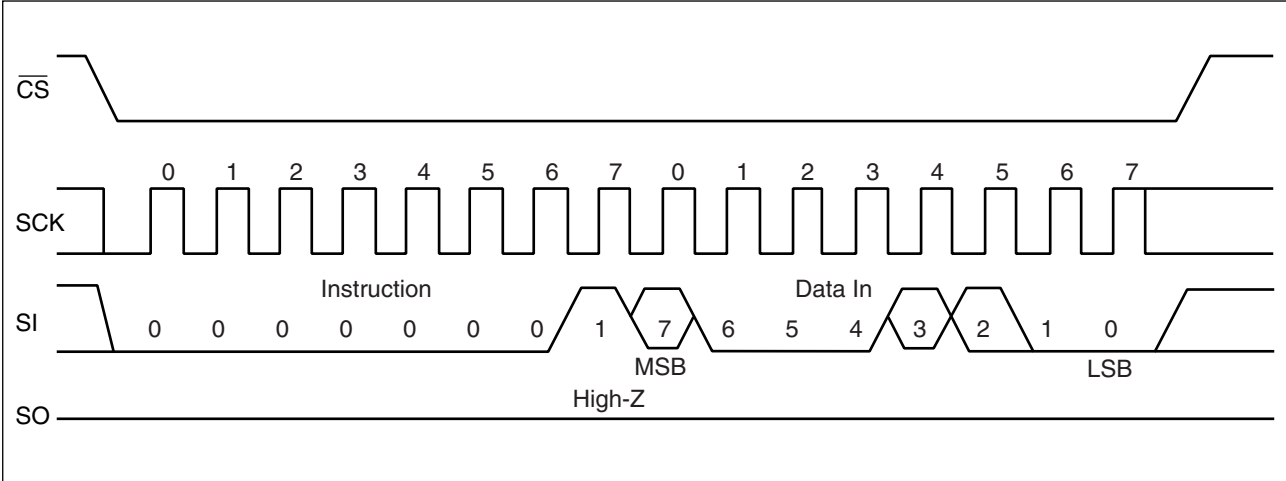 CS
0 1 2 3 4 5 6 7 0 1 2 3 4 5 6 7
SCK
Instruction Data In
SI 0 0 0 0 0 0 0 1 7 6 5 4 3 2 1 0
MSB LSB
High-Z
SO